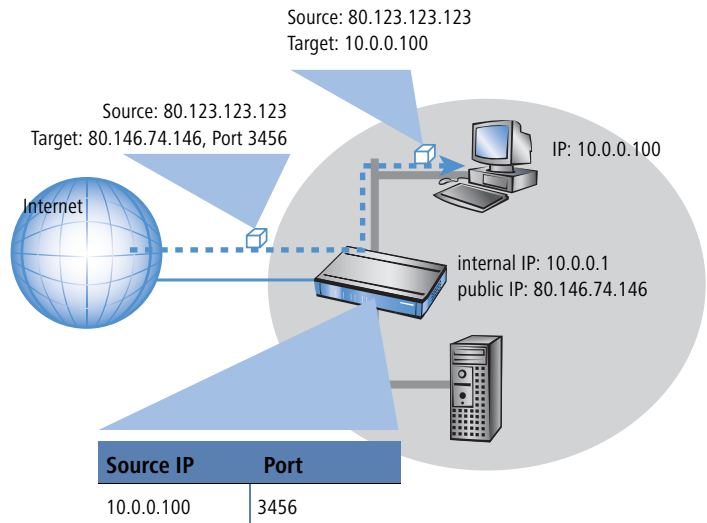 Source: 80.123.123.123
Target: 10.0.0.100
Source: 80.123.123.123
Target: 80.146.74.146, Port 3456
IP: 10.0.0.100
Internet
internal IP: 10.0.0.1
public IP: 80.146.74.146
Source IP Port
10.0.0.100 3456